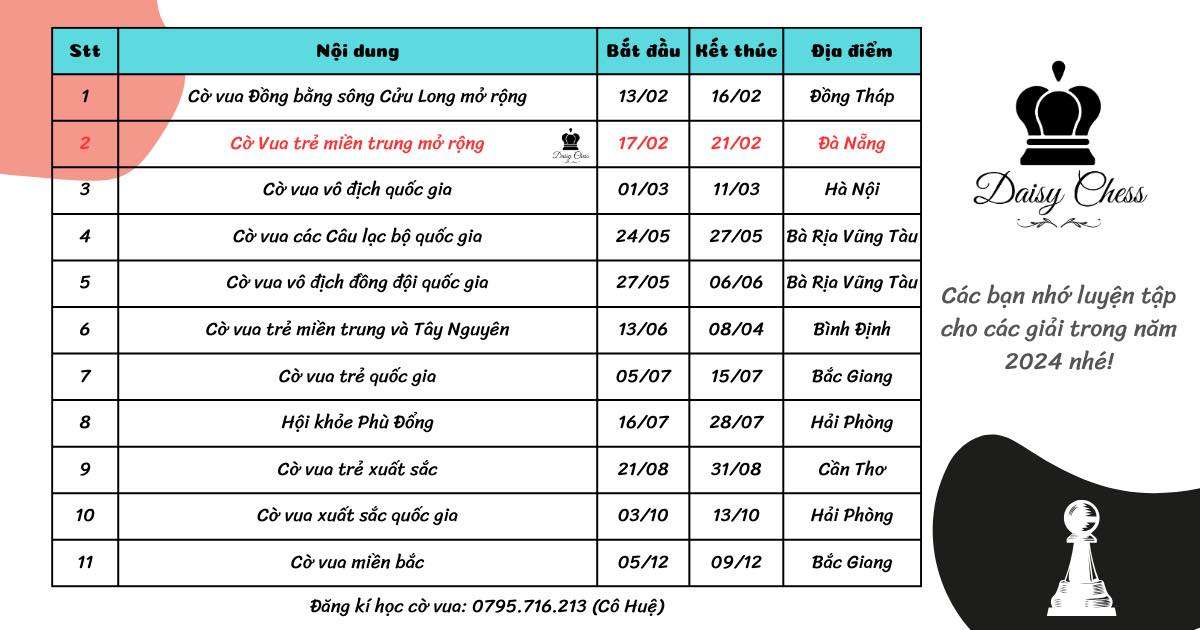 Stt Nội dung Bắt đầu Kết thúc Địa điểm
1 Cờ vua Đồng bằng sông Cửu Long mở rộng 13/02 16/02 Đồng Tháp
2 Cờ Vua trẻ miền trung mở rộng Daisy Chess 17/02 21/02 Đà Nẵng
3 Cờ vua vô địch quốc gia 01/03 11/03 Hà Nội
4 Cờ vua các Câu lạc bộ quốc gia 24/05 27/05 Bà Rịa Vũng Tàu
5 Cờ vua vô địch đồng đội quốc gia 27/05 06/06 Bà Rịa Vũng Tàu
6 Cờ vua trẻ miền trung và Tây Nguyên 13/06 08/04 Bình Định
7 Cờ vua trẻ quốc gia 05/07 15/07 Bắc Giang
8 Hội khỏe Phù Đổng 16/07 28/07 Hải Phòng
9 Cờ vua trẻ xuất sắc 21/08 31/08 Cần Thơ
10 Cờ vua xuất sắc quốc gia 03/10 13/10 Hải Phòng
11 Cờ vua miền bắc 05/12 09/12 Bắc Giang
Đăng kí học cờ vua: 0795.716.213 (Cô Huệ)
Daisy Chess
Các bạn nhớ luyện tập
cho các giải trong năm
2024 nhé!